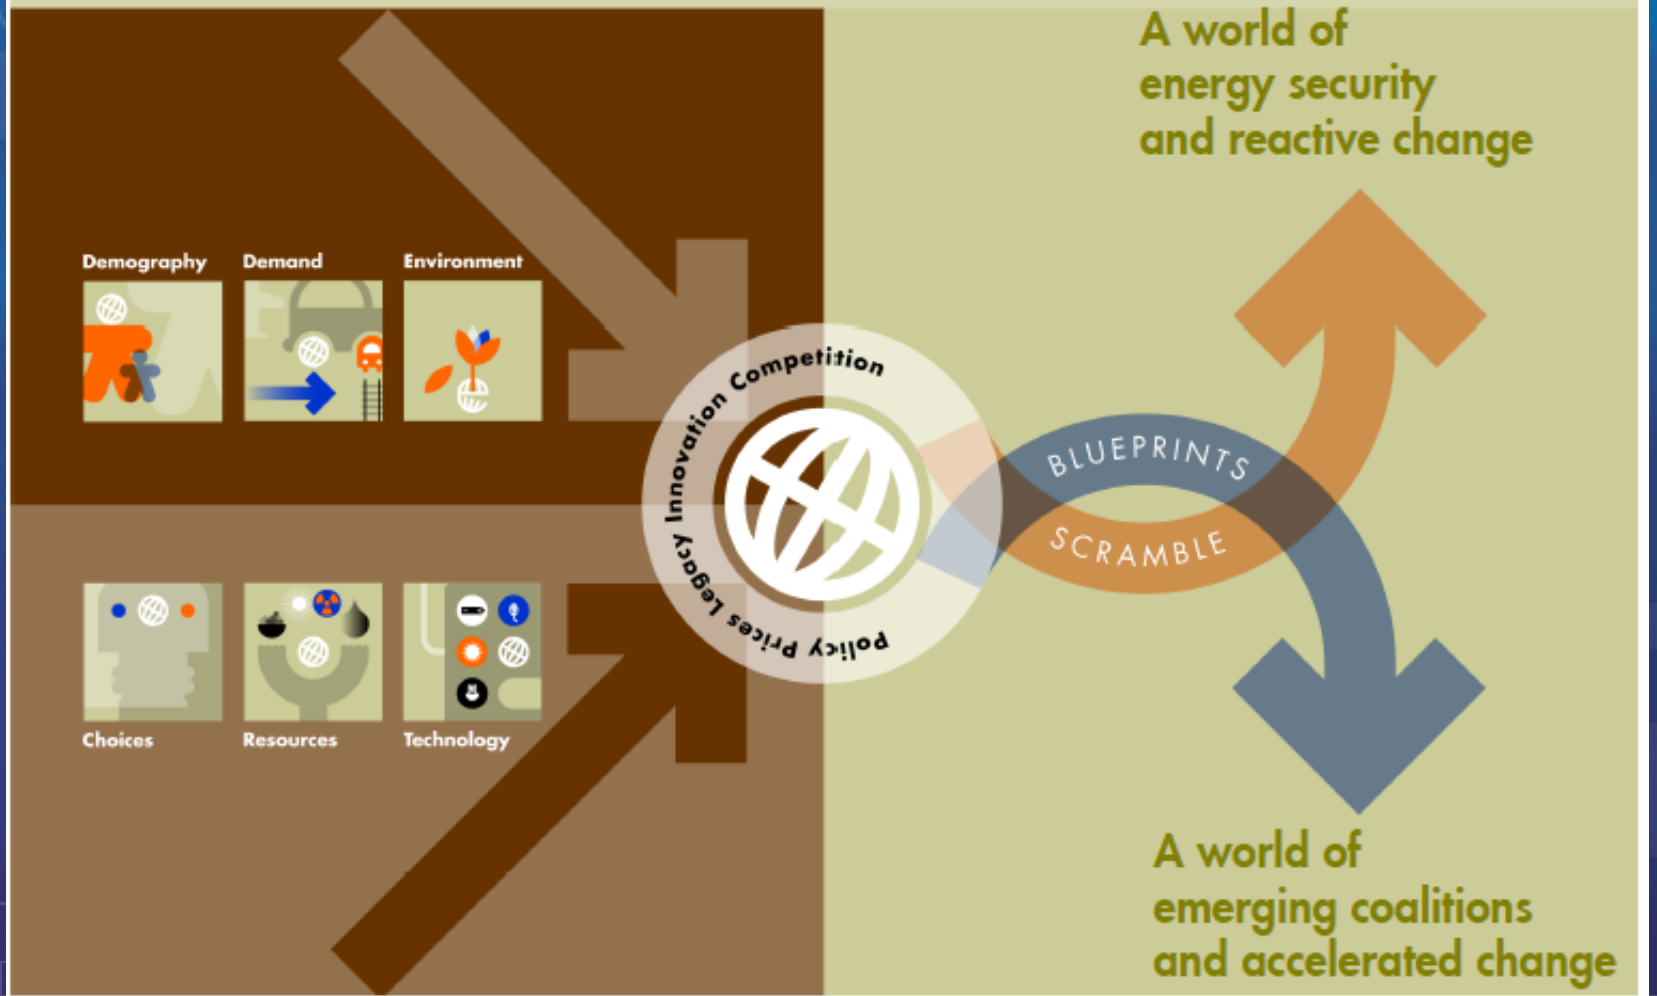 A world of
energy security
and reactive change
Demography
Demand
Environment
Policy Prices Legacy Innovation Competition
BLUEPRINTS
SCRAMBLE
Choices
Resources
Technology
A world of
emerging coalitions
and accelerated change